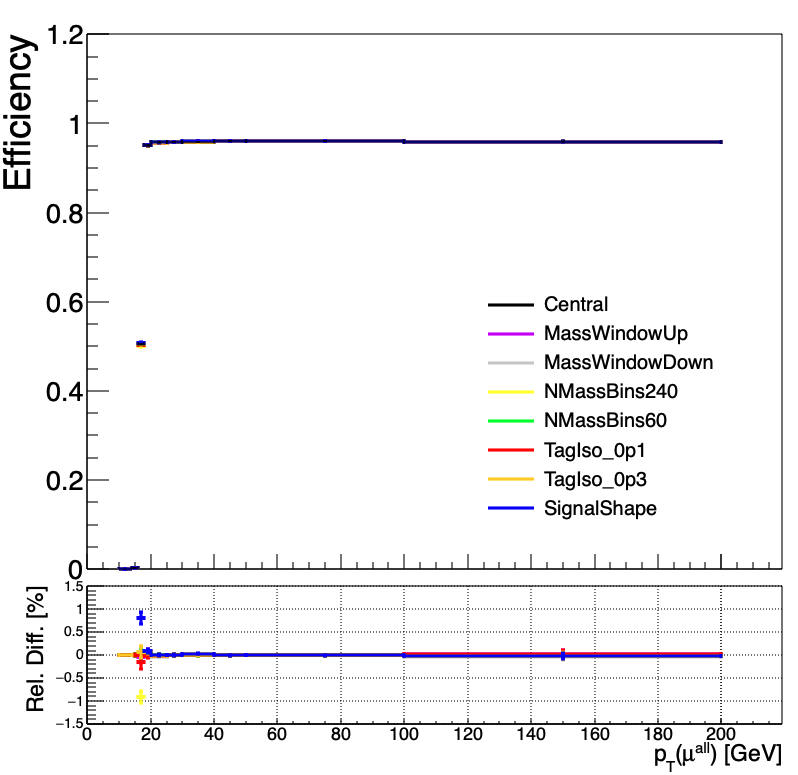 Efficiency
1.2
1
0.8
0.6
0.4
0.2
0
Central
MassWindowUp
MassWindowDown
NMassBins240
NMassBins60
TagIso_0p1
TagIso_0p3
SignalShape
Rel. Diff. [%]
1.5
1
0.5
0
−0.5
−1
−1.5
0 20 40 60 80 100 120 140 160 180 200
p_T(μ^all) [GeV]